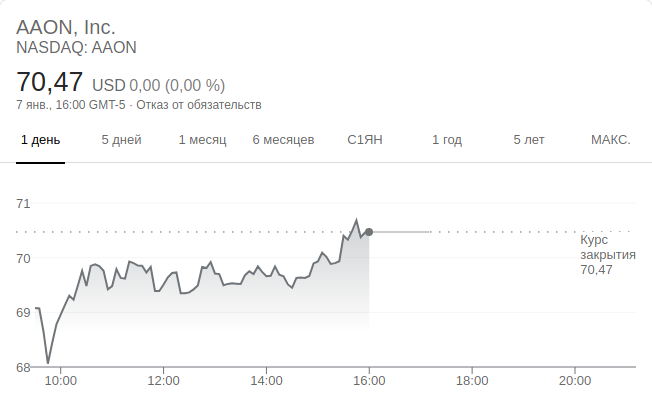 AAON, Inc.
NASDAQ: AAON
70,47 USD 0,00 (0,00 %)
7 янв., 16:00 GMT-5 · Отказ от обязательств
1 день 5 дней 1 месяц 6 месяцев С1ЯН 1 год 5 лет МАКС.
71
70
69
68
Курс
закрытия
70,47
10:00 12:00 14:00 16:00 18:00 20:00